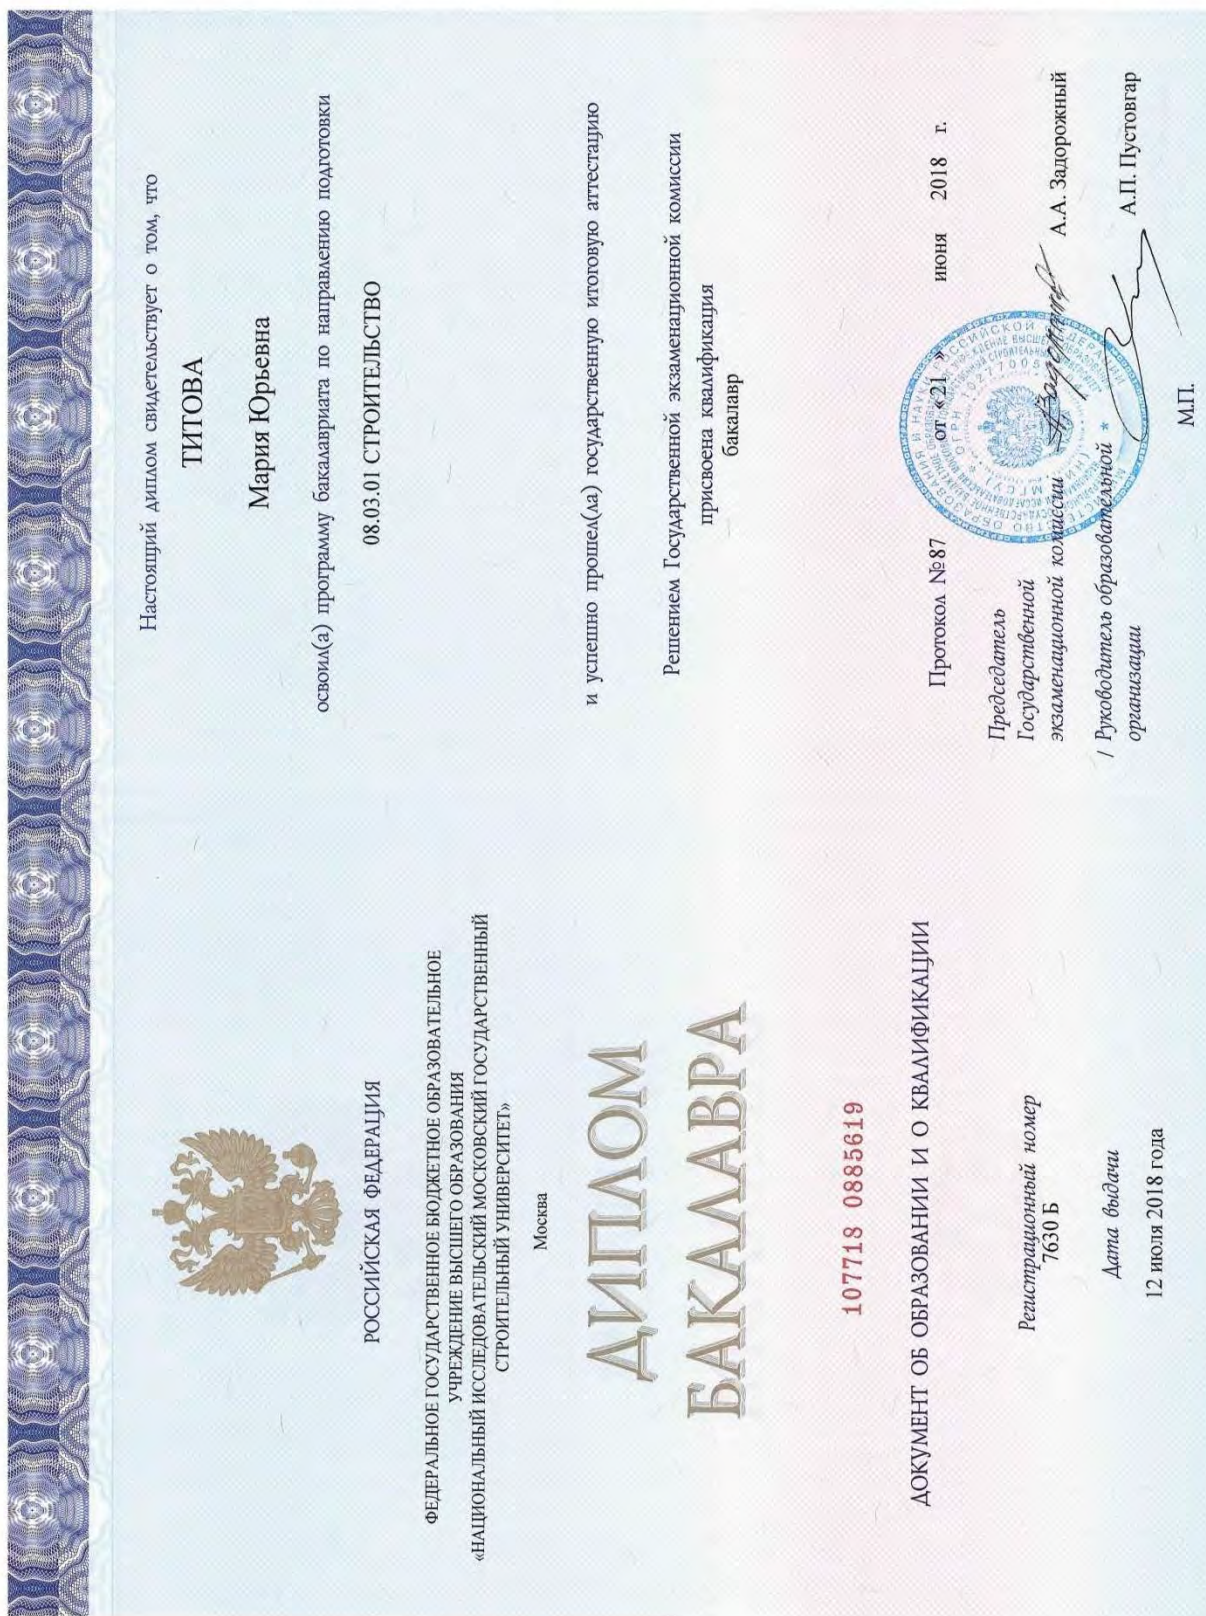 РОССИЙСКАЯ ФЕДЕРАЦИЯ
ФЕДЕРАЛЬНОЕ ГОСУДАРСТВЕННОЕ БЮДЖЕТНОЕ ОБРАЗОВАТЕЛЬНОЕ
УЧРЕЖДЕНИЕ ВЫСШЕГО ОБРАЗОВАНИЯ
«НАЦИОНАЛЬНЫЙ ИССЛЕДОВАТЕЛЬСКИЙ МОСКОВСКИЙ ГОСУДАРСТВЕННЫЙ
СТРОИТЕЛЬНЫЙ УНИВЕРСИТЕТ»
Москва
ДИПЛОМ
БАКАЛАВРА
107718 0885619
ДОКУМЕНТ ОБ ОБРАЗОВАНИИ И О КВАЛИФИКАЦИИ
Регистрационный номер
7630 Б
Дата выдачи
12 июля 2018 года
Настоящий диплом свидетельствует о том, что
ТИТОВА
Мария Юрьевна
освоил(а) программу бакалавриата по направлению подготовки
08.03.01 СТРОИТЕЛЬСТВО
и успешно прошел(ла) государственную итоговую аттестацию
Решением Государственной экзаменационной комиссии
присвоена квалификация
бакалавр
Протокол №87 от «21 » июня 2018 г.
Председатель
Государственной
экзаменационной комиссии А.А. Задорожный
/ Руководитель образовательной
организации А.П. Пустовгар
М.П.